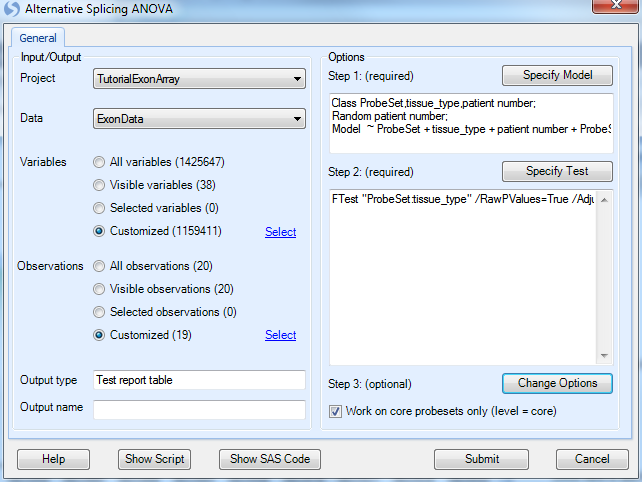 Alternative Splicing ANOVA
General
Input/Output
Project
TutorialExonArray
Data
ExonData
Variables
All variables (1425647)
Visible variables (38)
Selected variables (0)
Customized (1159411)
Select
Observations
All observations (20)
Visible observations (20)
Selected observations (0)
Customized (19)
Select
Output type
Test report table
Output name
Options
Step 1: (required)
Specify Model
Class ProbeSet,tissue_type,patient number;
Random patient number;
Model ~ ProbeSet + tissue_type + patient number + ProbeS
Step 2: (required)
Specify Test
FTest "ProbeSet:tissue_type" /RawPValues=True /Adju
Step 3: (optional)
Change Options
Work on core probesets only (level = core)
Help
Show Script
Show SAS Code
Submit
Cancel